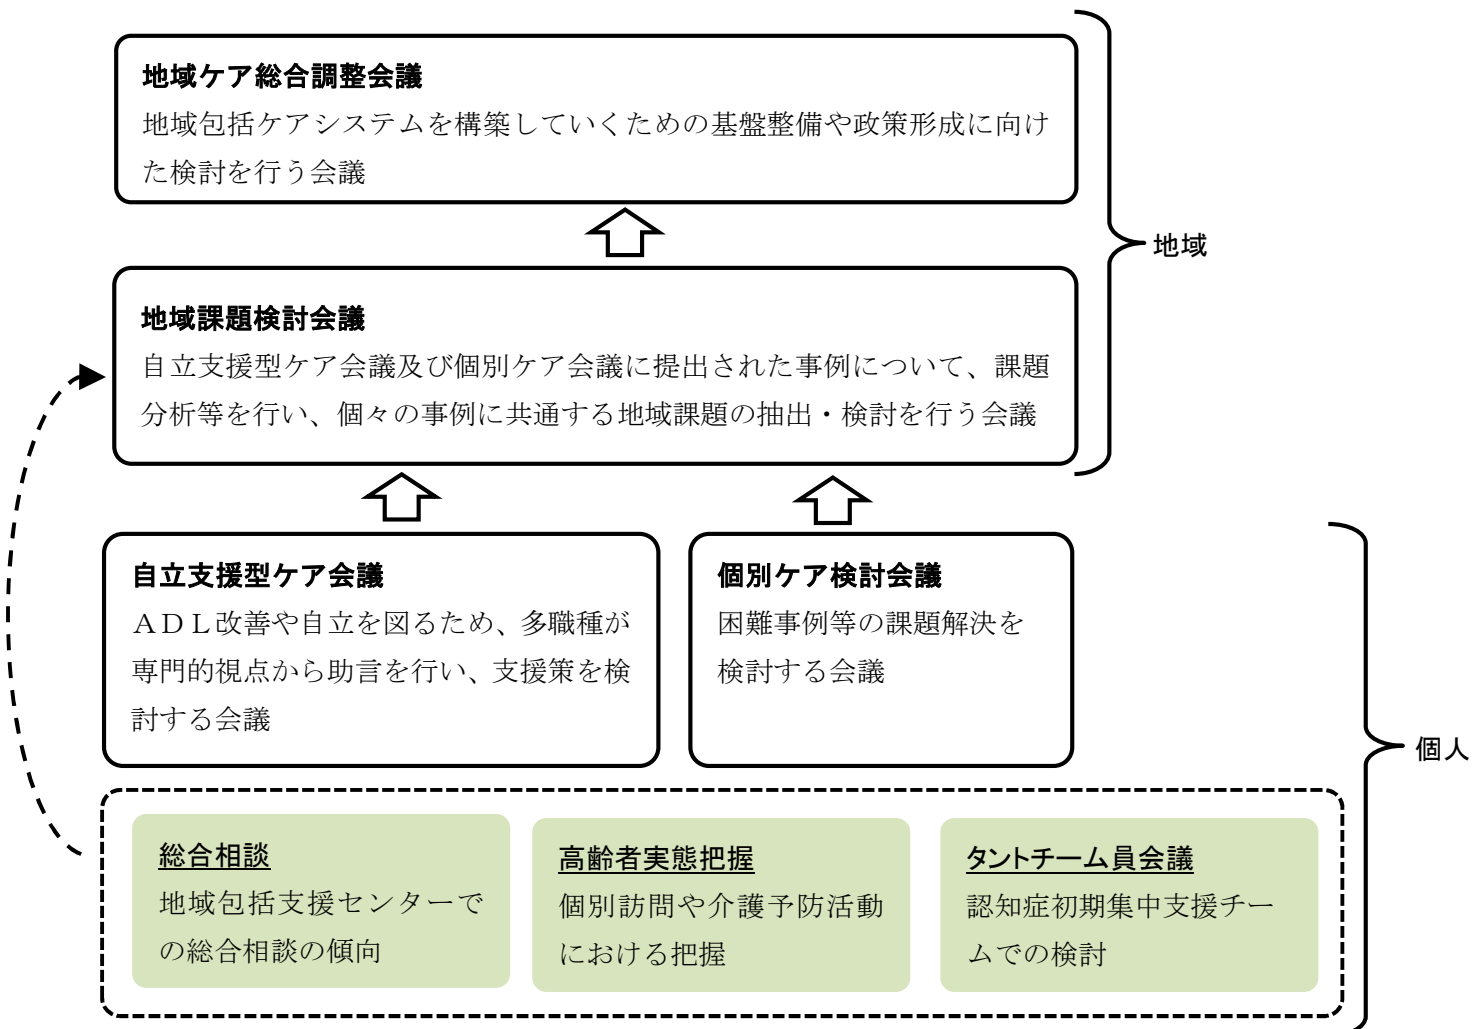 地域ケア総合調整会議
地域包括ケアシステムを構築していくための基盤整備や政策形成に向け
た検討を行う会議
地域
地域課題検討会議
自立支援型ケア会議及び個別ケア会議に提出された事例について、課題
分析等を行い、個々の事例に共通する地域課題の抽出・検討を行う会議
自立支援型ケア会議
ＡＤＬ改善や自立を図るため、多職種が
専門的視点から助言を行い、支援策を検
討する会議
個別ケア検討会議
困難事例等の課題解決を
検討する会議
個人
総合相談
地域包括支援センターで
の総合相談の傾向
高齢者実態把握
個別訪問や介護予防活動
における把握
タントチーム員会議
認知症初期集中支援チー
ムでの検討